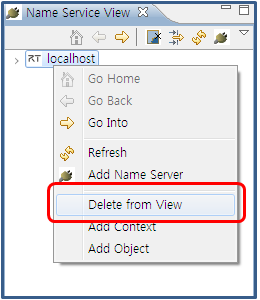 Name Service View
RT localhost
Go Home
Go Back
Go Into
Refresh
Add Name Server
Delete from View
Add Context
Add Object